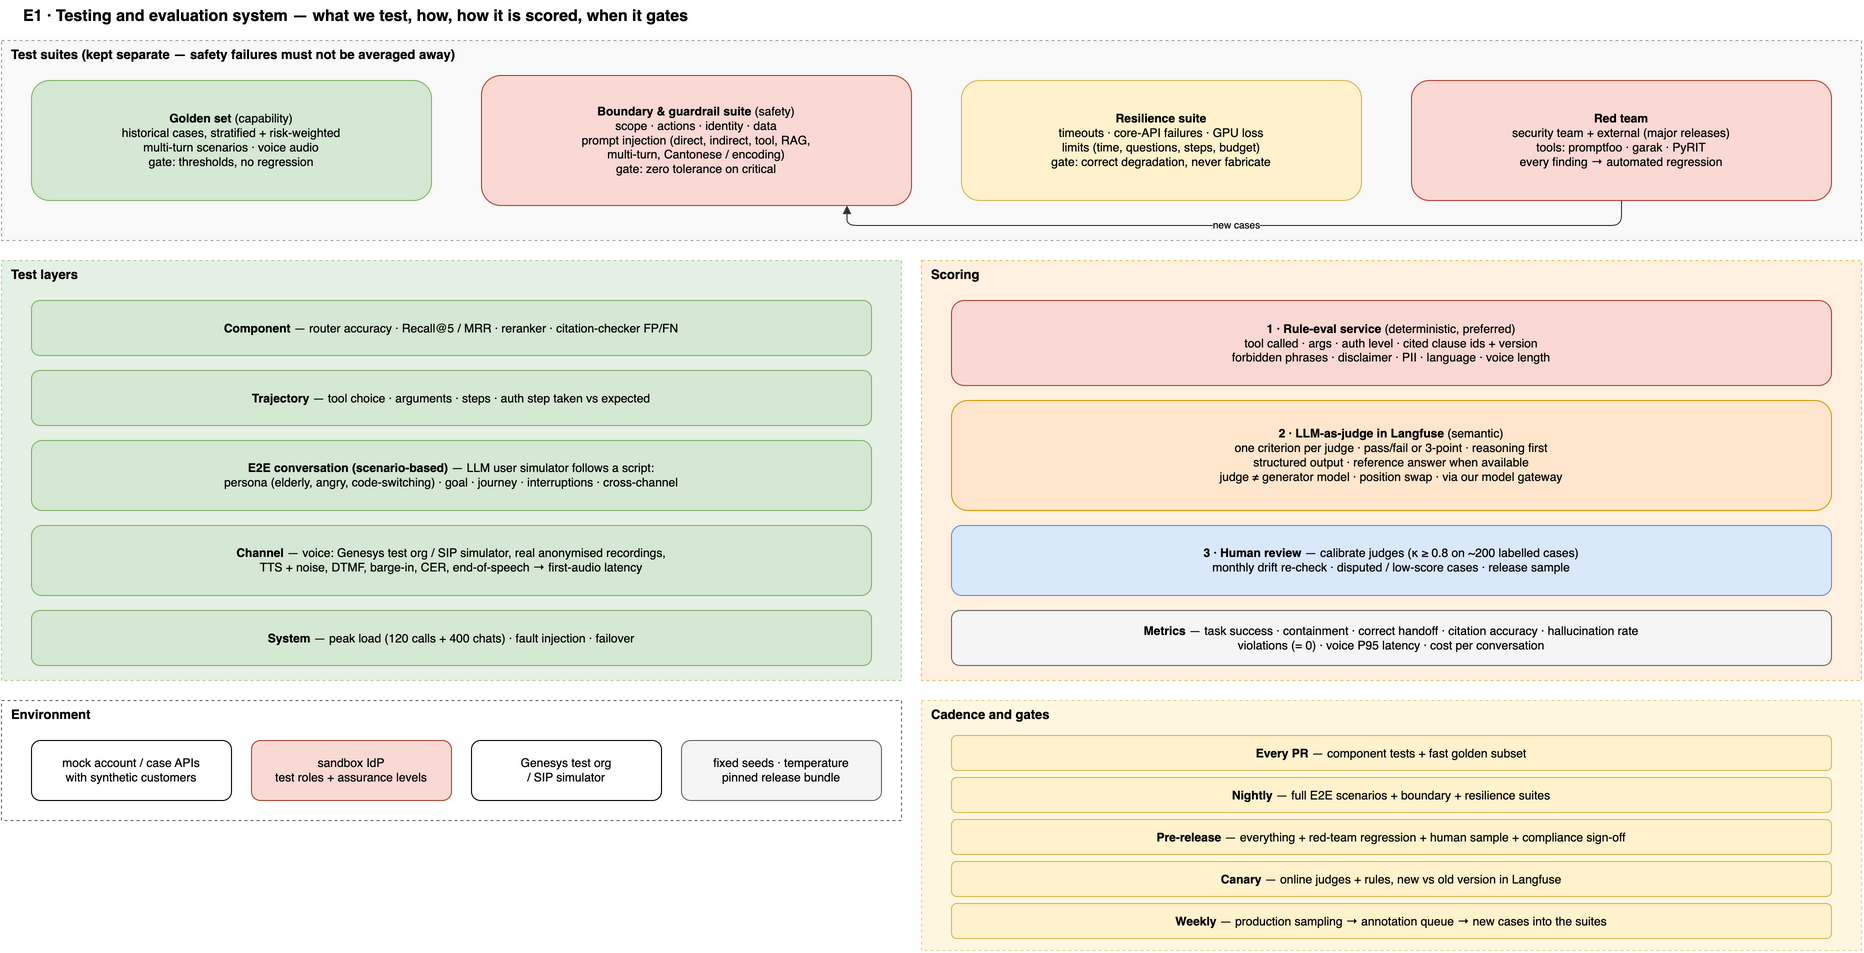 E1 · Testing and evaluation system — what we test, how, how it is scored, when it gates
Test suites (kept separate — safety failures must not be averaged away)
Golden set (capability)
historical cases, stratified + risk-weighted
multi-turn scenarios · voice audio
gate: thresholds, no regression
Boundary & guardrail suite (safety)
scope · actions · identity · data
prompt injection (direct, indirect, tool, RAG,
multi-turn, Cantonese / encoding)
gate: zero tolerance on critical
Resilience suite
timeouts · core-API failures · GPU loss
limits (time, questions, steps, budget)
gate: correct degradation, never fabricate
Red team
security team + external (major releases)
tools: promptfoo · garak · PyRIT
every finding → automated regression
new cases
Test layers
Component — router accuracy · Recall@5 / MRR · reranker · citation-checker FP/FN
Trajectory — tool choice · arguments · steps · auth step taken vs expected
E2E conversation (scenario-based) — LLM user simulator follows a script:
persona (elderly, angry, code-switching) · goal · journey · interruptions · cross-channel
Channel — voice: Genesys test org / SIP simulator, real anonymised recordings,
TTS + noise, DTMF, barge-in, CER, end-of-speech → first-audio latency
System — peak load (120 calls + 400 chats) · fault injection · failover
Scoring
1 · Rule-eval service (deterministic, preferred)
tool called · args · auth level · cited clause ids + version
forbidden phrases · disclaimer · PII · language · voice length
2 · LLM-as-judge in Langfuse (semantic)
one criterion per judge · pass/fail or 3-point · reasoning first
structured output · reference answer when available
judge ≠ generator model · position swap · via our model gateway
3 · Human review — calibrate judges (κ ≥ 0.8 on ~200 labelled cases)
monthly drift re-check · disputed / low-score cases · release sample
Metrics — task success · containment · correct handoff · citation accuracy · hallucination rate
violations (= 0) · voice P95 latency · cost per conversation
Environment
mock account / case APIs
with synthetic customers
sandbox IdP
test roles + assurance levels
Genesys test org
/ SIP simulator
fixed seeds · temperature
pinned release bundle
Cadence and gates
Every PR — component tests + fast golden subset
Nightly — full E2E scenarios + boundary + resilience suites
Pre-release — everything + red-team regression + human sample + compliance sign-off
Canary — online judges + rules, new vs old version in Langfuse
Weekly — production sampling → annotation queue → new cases into the suites